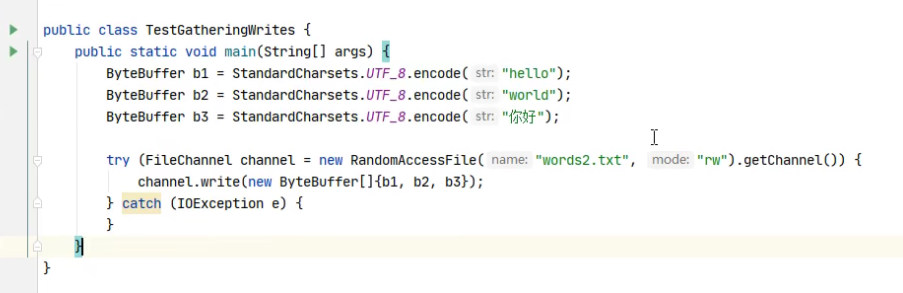 public class TestGatheringWrites {
    public static void main(String[] args) {
        ByteBuffer b1 = StandardCharsets.UTF_8.encode( str: "hello");
        ByteBuffer b2 = StandardCharsets.UTF_8.encode( str: "world");
        ByteBuffer b3 = StandardCharsets.UTF_8.encode( str: "你好");
        try (FileChannel channel = new RandomAccessFile( name: "words2.txt", mode: "rw").getChannel()) {
            channel.write(new ByteBuffer[]{b1, b2, b3});
        } catch (IOException e) {
        }
    }
}